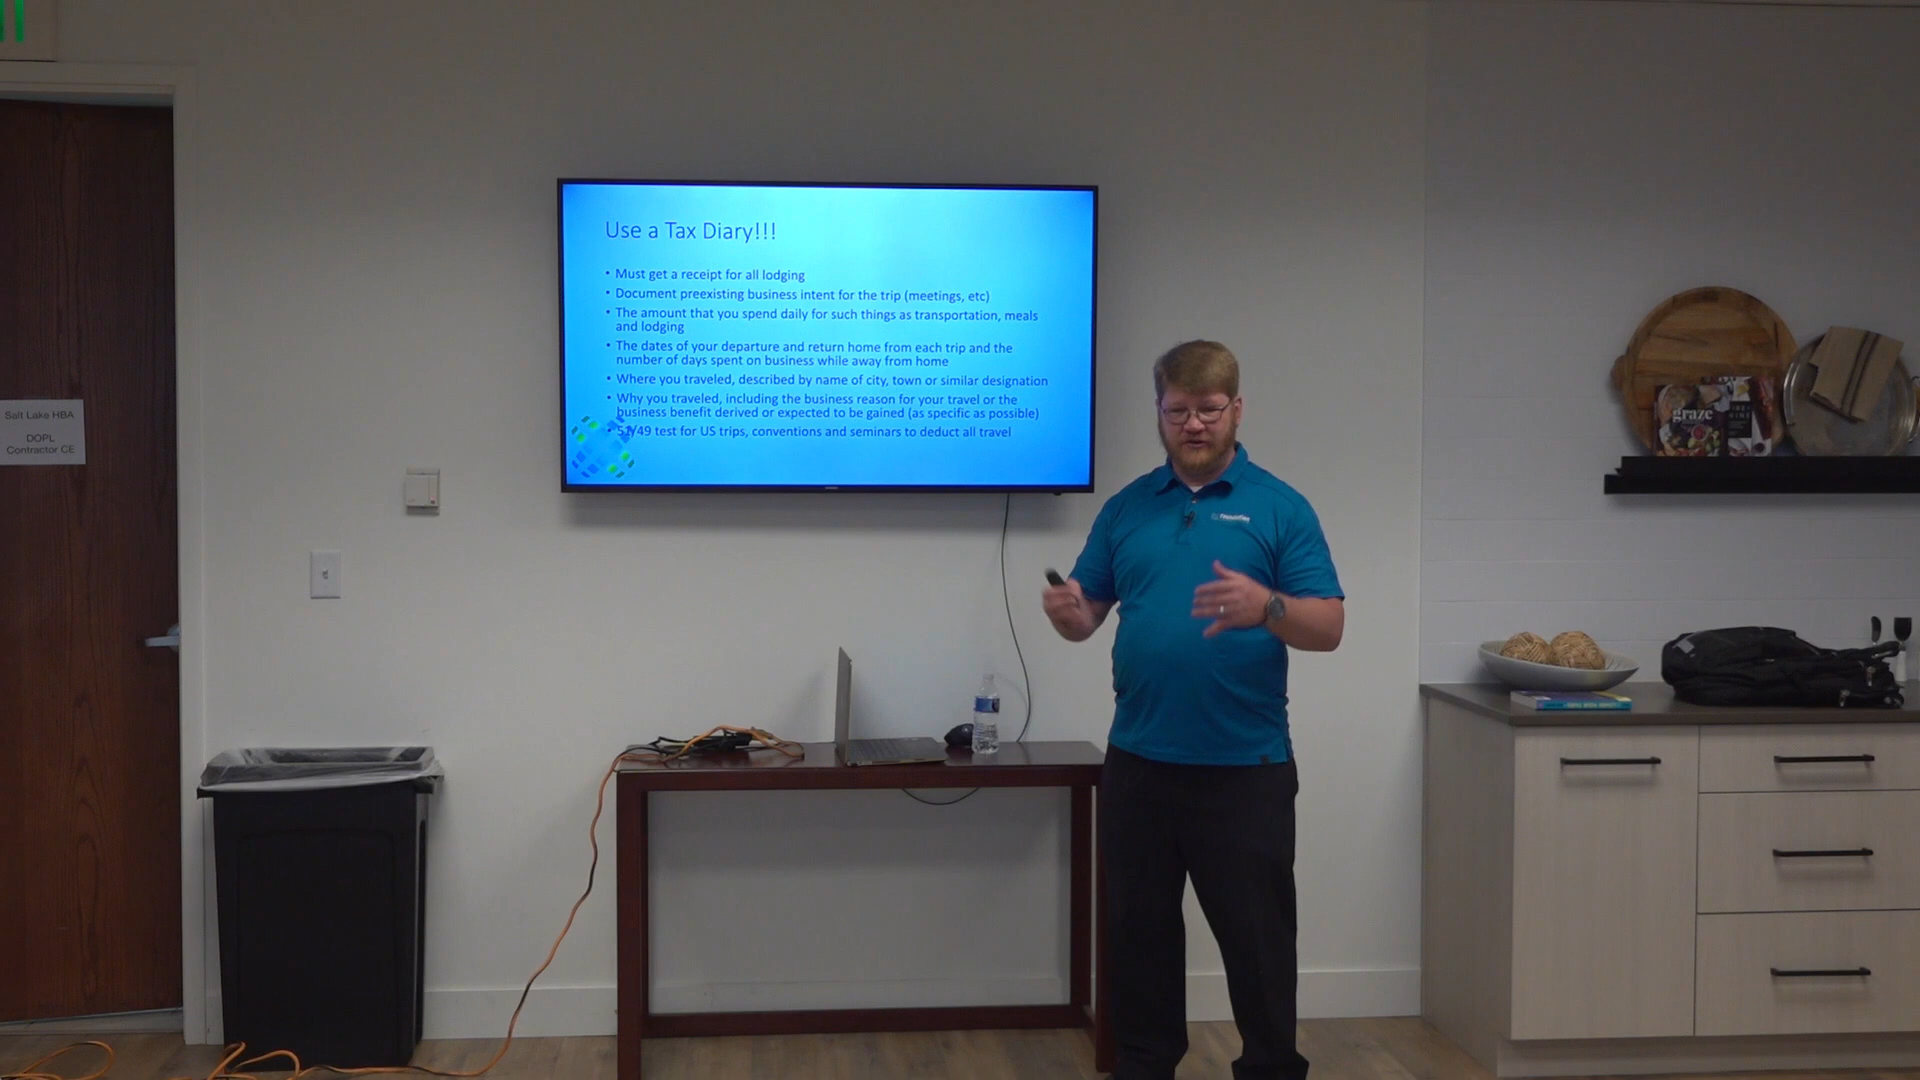 Salt Lake HBA
DOPL
Contractor CE
Use a Tax Diary!!!
• Must get a receipt for all lodging
• Document preexisting business intent for the trip (meetings, etc)
• The amount that you spend daily for such things as transportation, meals
and lodging
• The dates of your departure and return home from each trip and the
number of days spent on business while away from home
• Where you traveled, described by name of city, town or similar designation
• Why you traveled, including the business reason for your travel or the
business benefit derived or expected to be gained (as specific as possible)
• 51/49 test for US trips, conventions and seminars to deduct all travel
graze